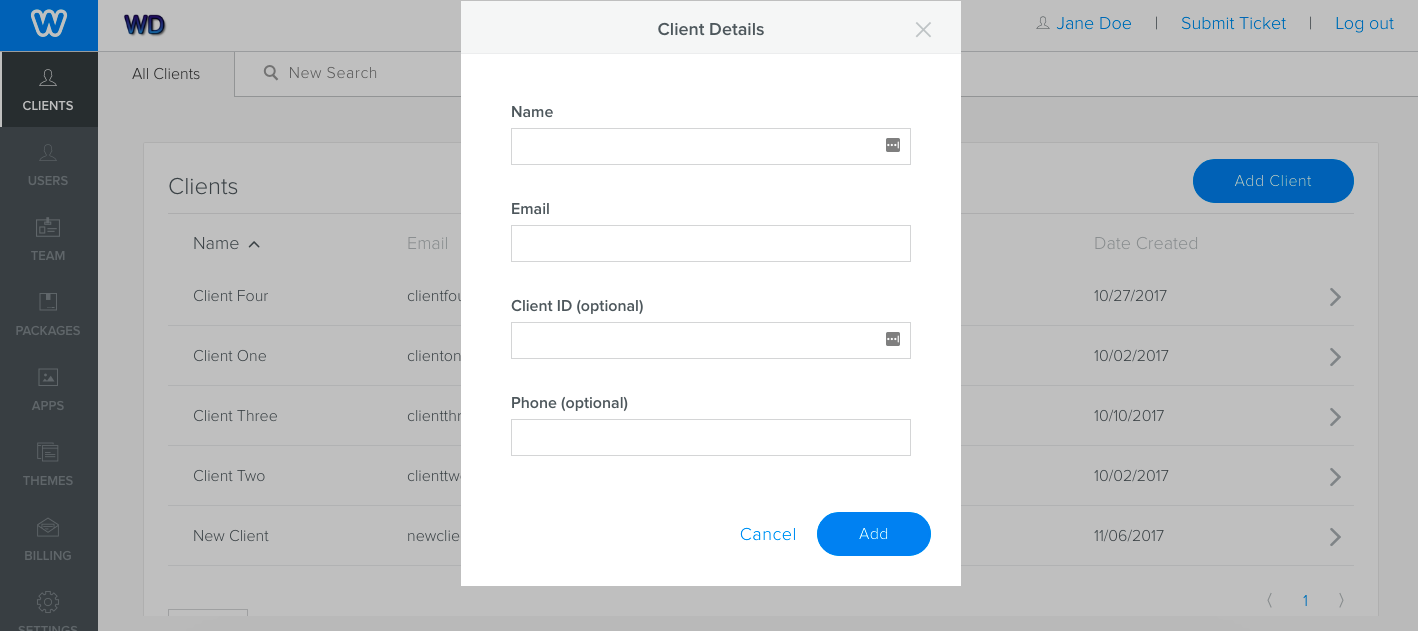 WD
Jane Doe | Submit Ticket | Log out
CLIENTS
USERS
TEAM
PACKAGES
APPS
THEMES
BILLING
SETTINGS
All Clients
New Search
Clients
Add Client
Name Email Date Created
Client Four clientfou 10/27/2017
Client One clienton 10/02/2017
Client Three clientthr 10/10/2017
Client Two clienttw 10/02/2017
New Client newclie 11/06/2017
1
Client Details
Name
Email
Client ID (optional)
Phone (optional)
Cancel
Add